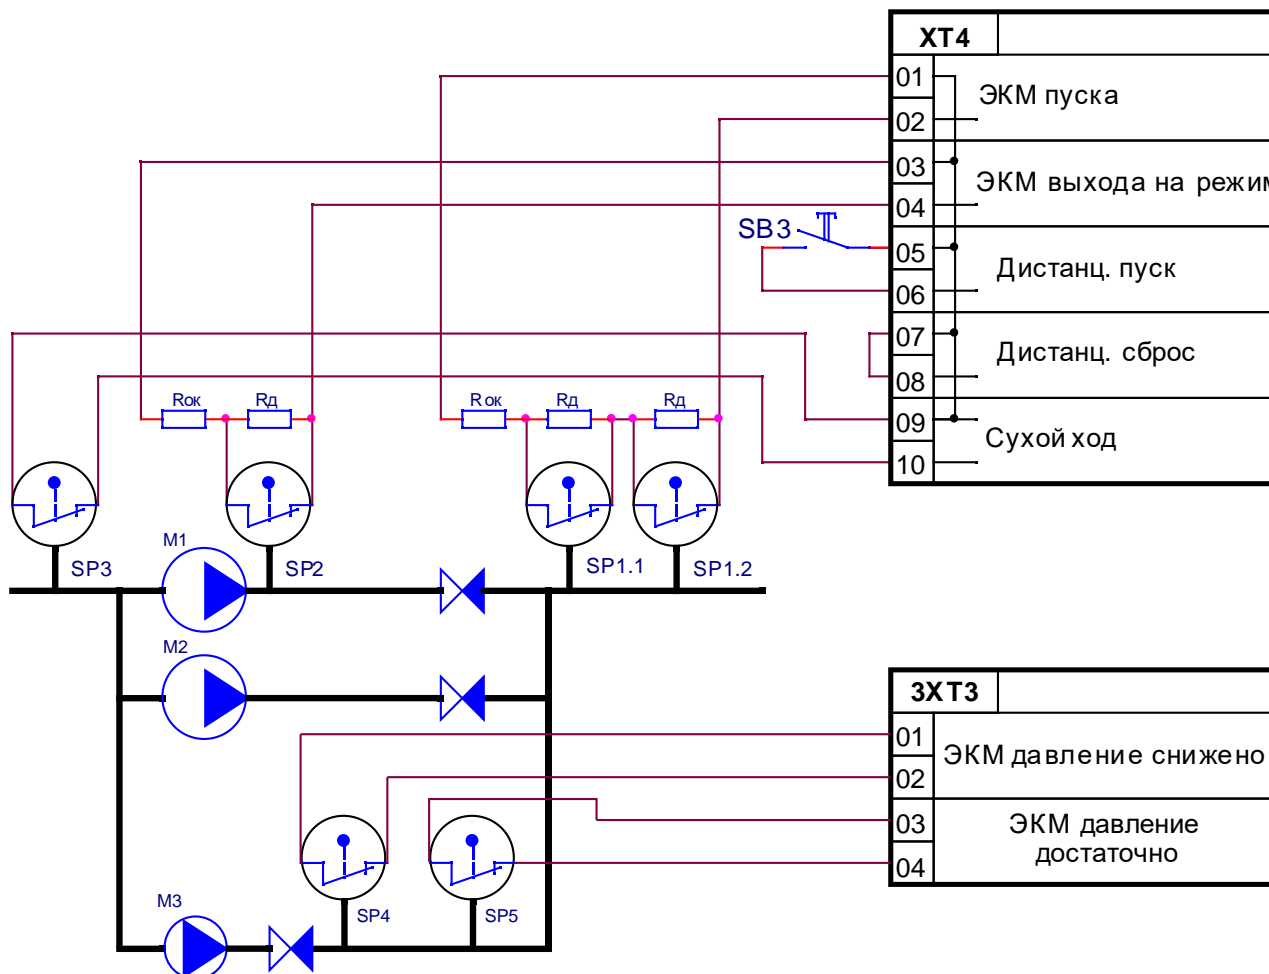 XT4
01
ЭКМ пуска
02
03
ЭКМ выхода на режим
04
SB3
05
Дистанц. пуск
06
07
Дистанц. сброс
08
Rок
Rд
Rок
Rд
Rд
09
Сухой ход
10
M1
SP3
SP2
SP1.1
SP1.2
M2
3XT3
01
ЭКМ давление снижено
02
03
ЭКМ давление
достаточно
04
M3
SP4
SP5